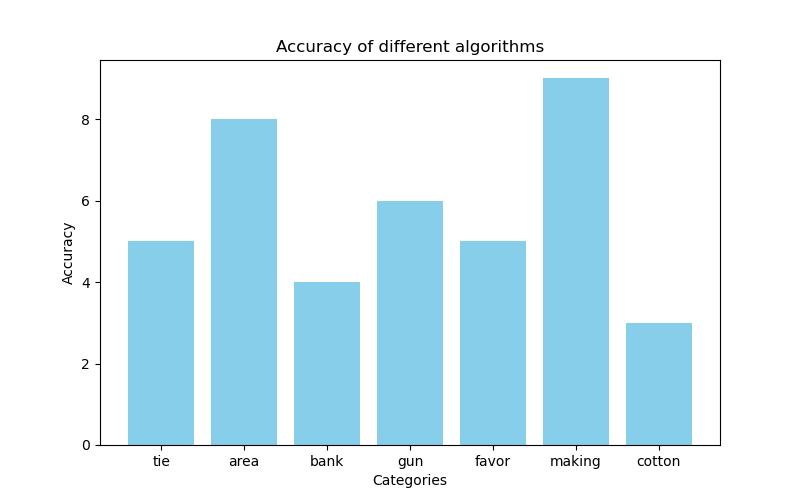 Accuracy of different algorithms
Accuracy
8
6
4
2
0
tie area bank gun favor making cotton
Categories